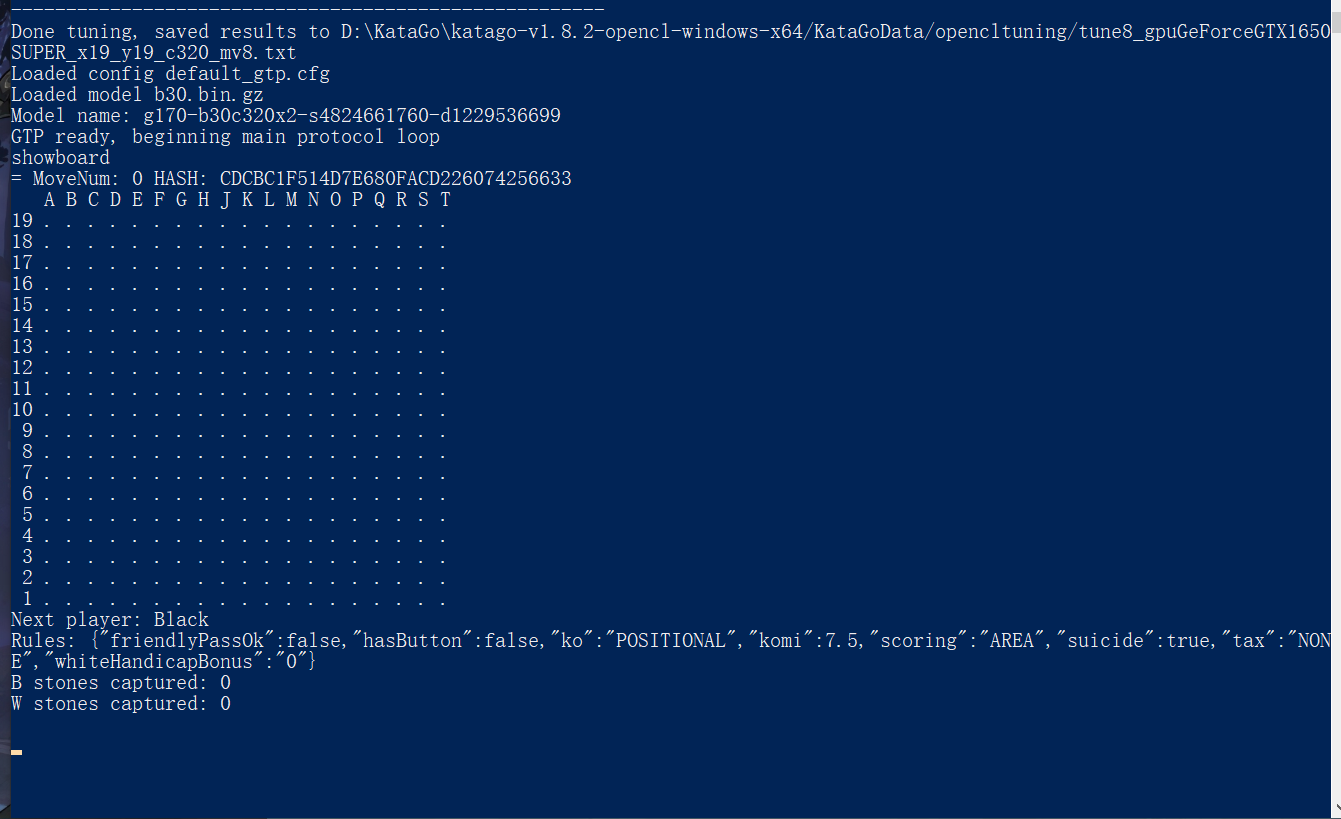 ------------------------------------------------------
Done tuning, saved results to D:\KataGo\katago-v1.8.2-opencl-windows-x64/KataGoData/opencltuning/tune8_gpuGeForceGTX1650
SUPER_x19_y19_c320_mv8.txt
Loaded config default_gtp.cfg
Loaded model b30.bin.gz
Model name: g170-b30c320x2-s4824661760-d1229536699
GTP ready, beginning main protocol loop
showboard
= MoveNum: 0 HASH: CDCBC1F514D7E680FACD226074256633
   A B C D E F G H J K L M N O P Q R S T
19 . . . . . . . . . . . . . . . . . . .
18 . . . . . . . . . . . . . . . . . . .
17 . . . . . . . . . . . . . . . . . . .
16 . . . . . . . . . . . . . . . . . . .
15 . . . . . . . . . . . . . . . . . . .
14 . . . . . . . . . . . . . . . . . . .
13 . . . . . . . . . . . . . . . . . . .
12 . . . . . . . . . . . . . . . . . . .
11 . . . . . . . . . . . . . . . . . . .
10 . . . . . . . . . . . . . . . . . . .
 9 . . . . . . . . . . . . . . . . . . .
 8 . . . . . . . . . . . . . . . . . . .
 7 . . . . . . . . . . . . . . . . . . .
 6 . . . . . . . . . . . . . . . . . . .
 5 . . . . . . . . . . . . . . . . . . .
 4 . . . . . . . . . . . . . . . . . . .
 3 . . . . . . . . . . . . . . . . . . .
 2 . . . . . . . . . . . . . . . . . . .
 1 . . . . . . . . . . . . . . . . . . .
Next player: Black
Rules: {"friendlyPassOk":false,"hasButton":false,"ko":"POSITIONAL","komi":7.5,"scoring":"AREA","suicide":true,"tax":"NON
E","whiteHandicapBonus":"0"}
B stones captured: 0
W stones captured: 0